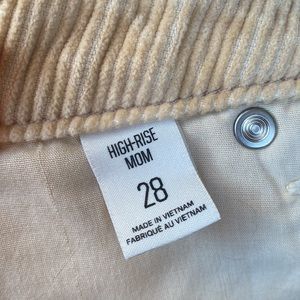 HIGH-RISE
MOM
28
MADE IN VIETNAM
FABRIQUÉ AU VIETNAM